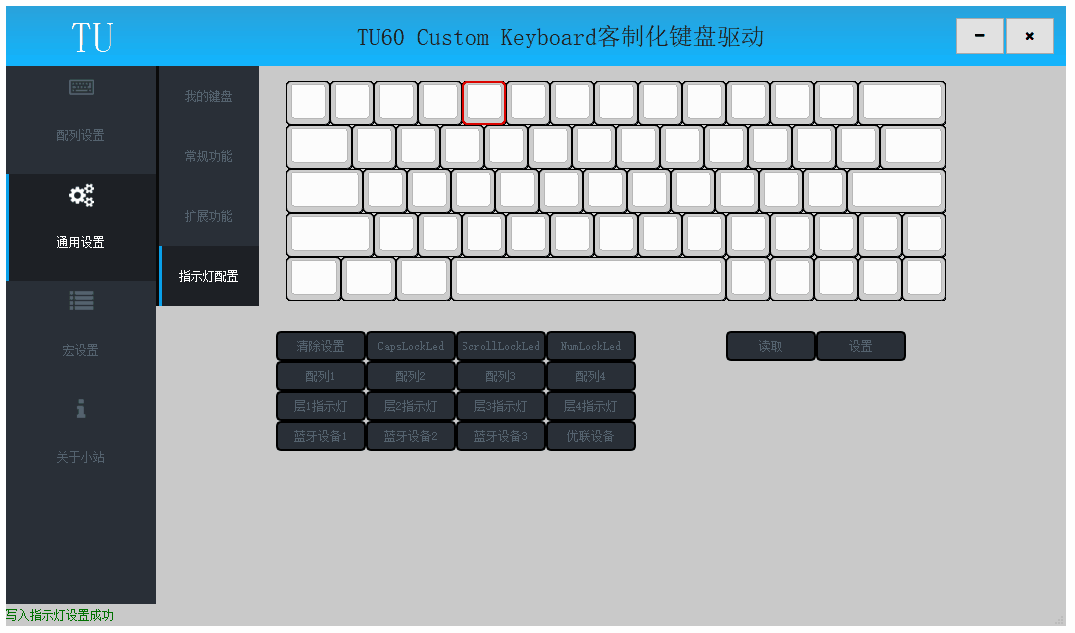 TU
TU60 Custom Keyboard客制化键盘驱动
配列设置
通用设置
宏设置
关于小站
我的键盘
常规功能
扩展功能
指示灯配置
清除设置 CapsLockLed ScrollLockLed NumLockLed
读取 设置
配列1 配列2 配列3 配列4
层1指示灯 层2指示灯 层3指示灯 层4指示灯
蓝牙设备1 蓝牙设备2 蓝牙设备3 优联设备
写入指示灯设置成功